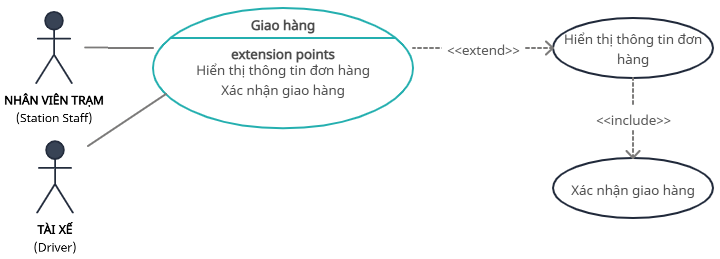 Giao hàng
extension points
Hiển thị thông tin đơn hàng
Xác nhận giao hàng
<<extend>>
Hiển thị thông tin đơn
hàng
<<include>>
Xác nhận giao hàng
NHÂN VIÊN TRẠM
(Station Staff)
TÀI XẾ
(Driver)